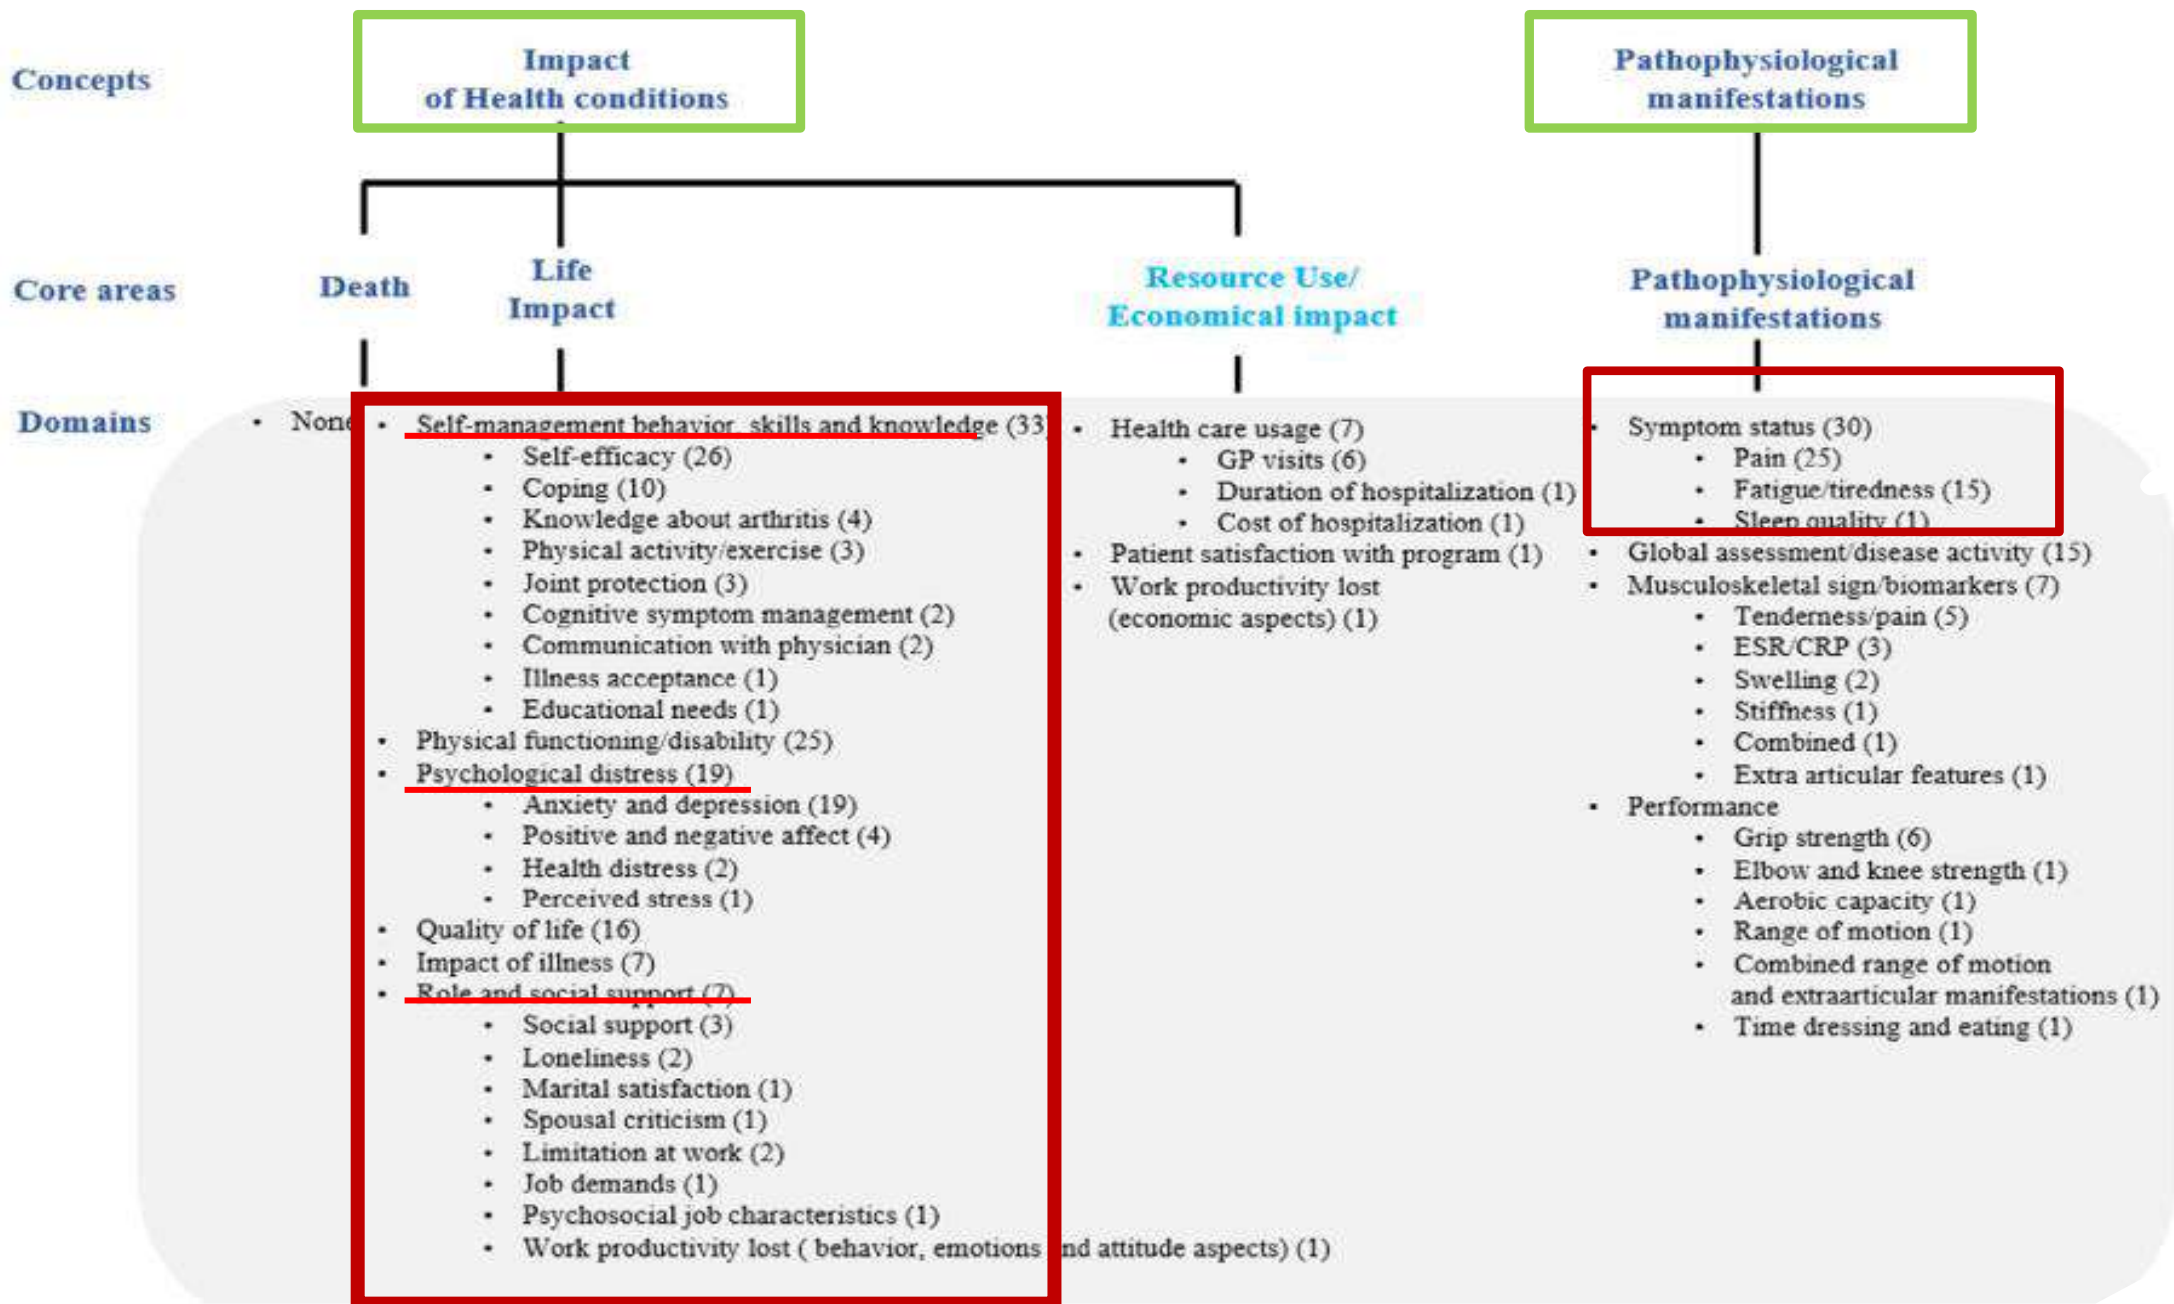 Concepts
Impact
of Health conditions
Pathophysiological
manifestations
Core areas
Death
Life
Impact
Resource Use/
Economical impact
Pathophysiological
manifestations
Domains
• None
• Self-management behavior, skills and knowledge (33)
• Self-efficacy (26)
• Coping (10)
• Knowledge about arthritis (4)
• Physical activity/exercise (3)
• Joint protection (3)
• Cognitive symptom management (2)
• Communication with physician (2)
• Illness acceptance (1)
• Educational needs (1)
• Physical functioning/disability (25)
• Psychological distress (19)
• Anxiety and depression (19)
• Positive and negative affect (4)
• Health distress (2)
• Perceived stress (1)
• Quality of life (16)
• Impact of illness (7)
• Role and social support (7)
• Social support (3)
• Loneliness (2)
• Marital satisfaction (1)
• Spousal criticism (1)
• Limitation at work (2)
• Job demands (1)
• Psychosocial job characteristics (1)
• Work productivity lost ( behavior, emotions and attitude aspects) (1)
• Health care usage (7)
• GP visits (6)
• Duration of hospitalization (1)
• Cost of hospitalization (1)
• Patient satisfaction with program (1)
• Work productivity lost
(economic aspects) (1)
• Symptom status (30)
• Pain (25)
• Fatigue/tiredness (15)
• Sleep quality (1)
• Global assessment/disease activity (15)
• Musculoskeletal sign/biomarkers (7)
• Tenderness/pain (5)
• ESR/CRP (3)
• Swelling (2)
• Stiffness (1)
• Combined (1)
• Extra articular features (1)
• Performance
• Grip strength (6)
• Elbow and knee strength (1)
• Aerobic capacity (1)
• Range of motion (1)
• Combined range of motion
and extraarticular manifestations (1)
• Time dressing and eating (1)